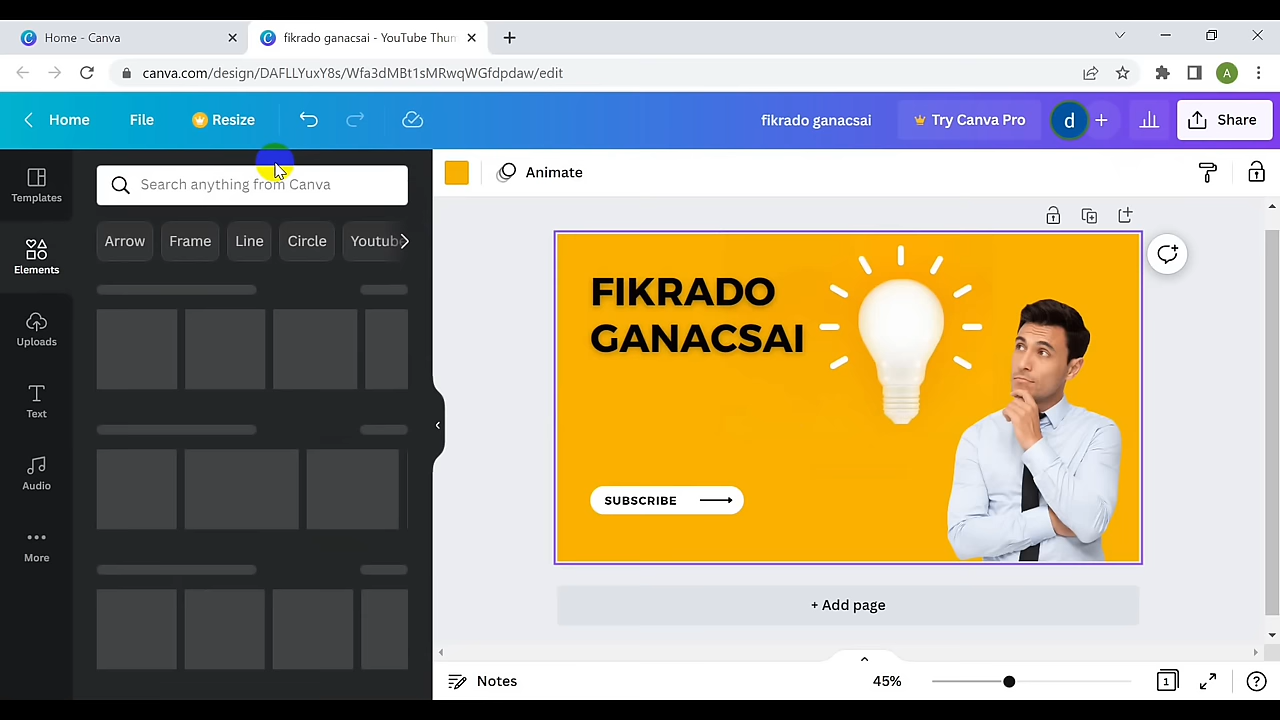 Home - Canva
fikrado ganacsai - YouTube Thum
canva.com/design/DAFLLYuxY8s/Wfa3dMBt1sMRwqWGfdpdaw/edit
A
Home
File
Resize
fikrado ganacsai
Try Canva Pro
d
Share
Templates
Elements
Uploads
Text
Audio
More
Search anything from Canva
Arrow
Frame
Line
Circle
Youtub
Animate
FIKRADO
GANACSAI
SUBSCRIBE
+ Add page
Notes
45%
1